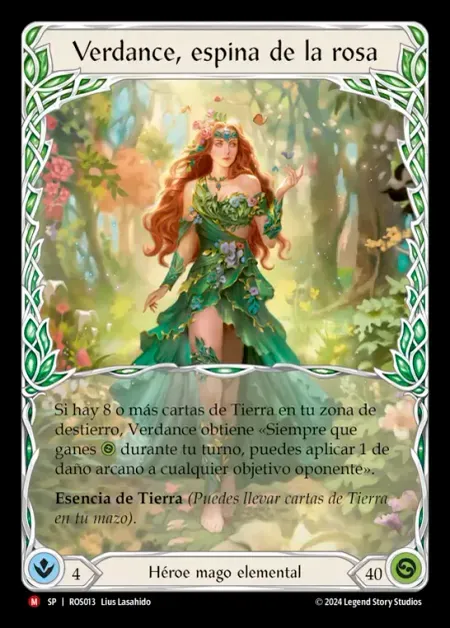 Verdance, espina de la rosa
Si hay 8 o más cartas de Tierra en tu zona de
destierro, Verdance obtiene «Siempre que
ganes durante tu turno, puedes aplicar 1 de
daño arcano a cualquier objetivo oponente».
Esencia de Tierra (Puedes llevar cartas de Tierra
en tu mazo).
4 Héroe mago elemental 40
M SP | ROS013 Lius Lasahido © 2024 Legend Story Studios